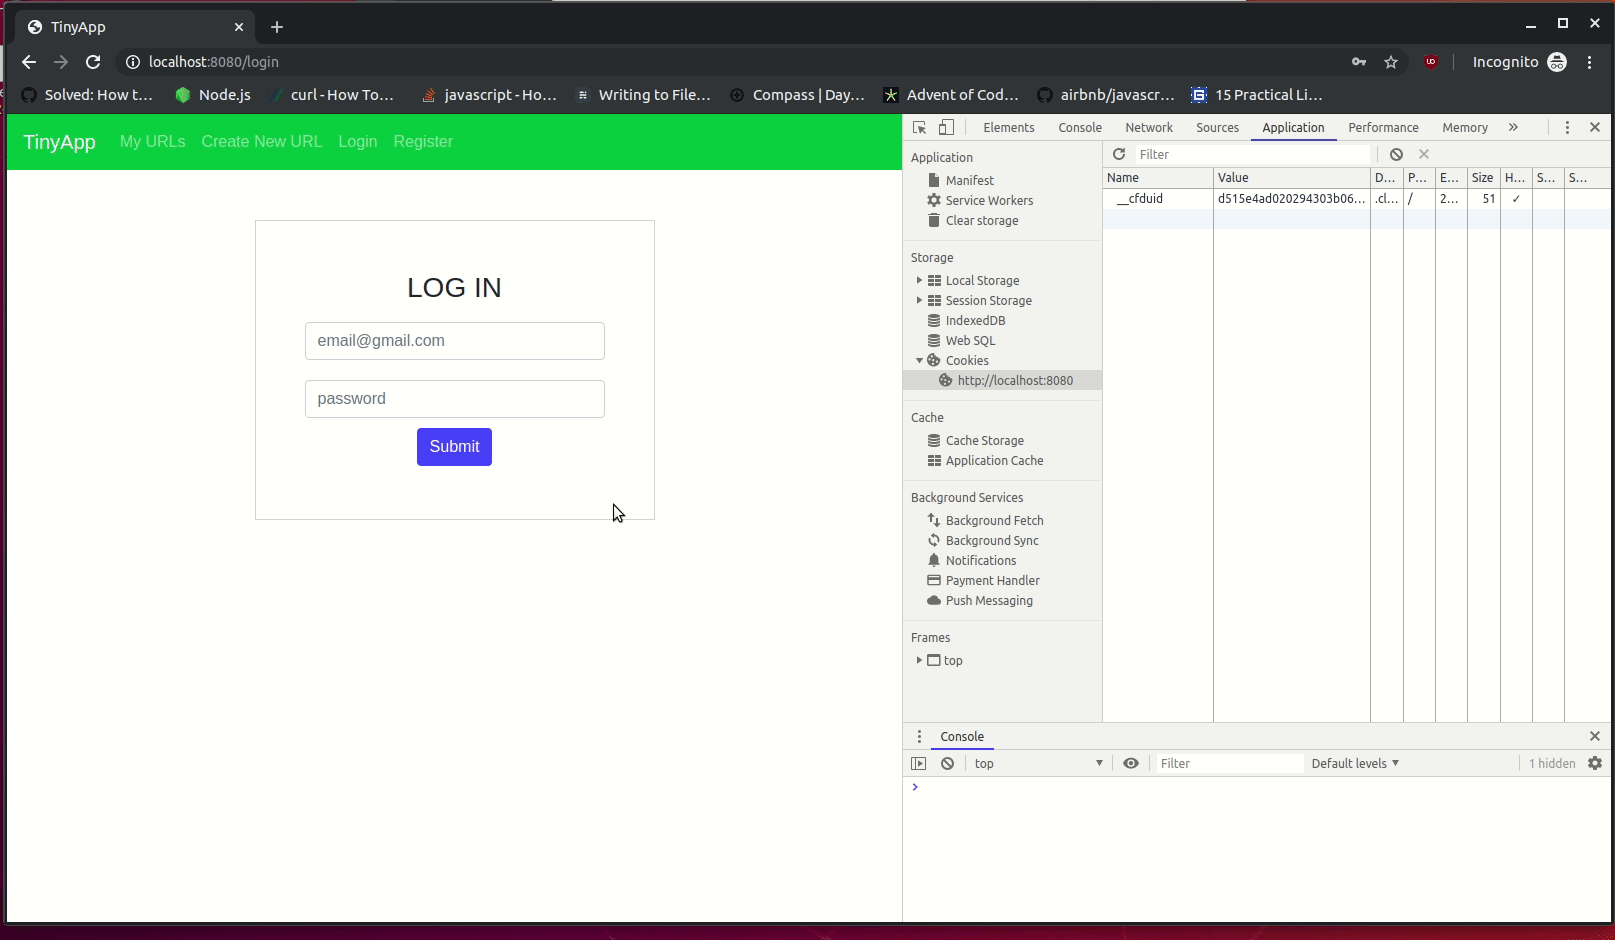 TinyApp
localhost:8080/login
Incognito
Solved: How t...
Node.js
curl - How To...
javascript - Ho...
Writing to File...
Compass | Day...
Advent of Cod...
airbnb/javascr...
15 Practical Li...
TinyApp
My URLs
Create New URL
Login
Register
LOG IN
email@gmail.com
password
Submit
Elements
Console
Network
Sources
Application
Performance
Memory
»
Application
Manifest
Service Workers
Clear storage
Storage
Local Storage
Session Storage
IndexedDB
Web SQL
Cookies
http://localhost:8080
Cache
Cache Storage
Application Cache
Background Services
Background Fetch
Background Sync
Notifications
Payment Handler
Push Messaging
Frames
top
Filter
Name Value D... P... E... Size H... S... S...
__cfduid d515e4ad020294303b06... .cl... / 2... 51 ✓
Console
top
Filter
Default levels
1 hidden
>